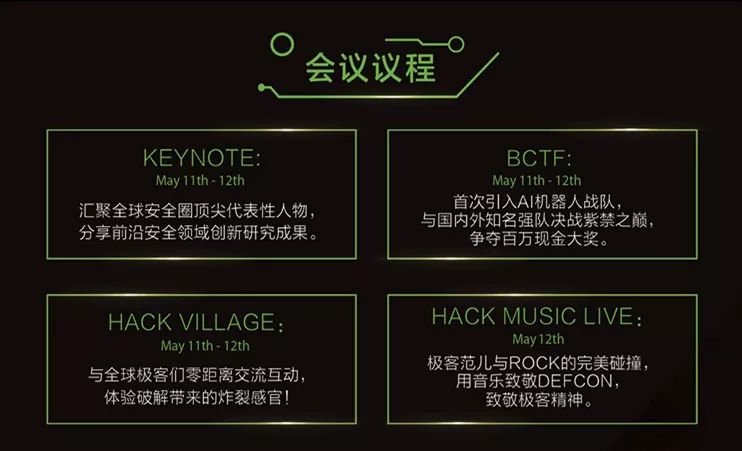 会议议程
KEYNOTE:
May 11th - 12th
汇聚全球安全圈顶尖代表性人物，
分享前沿安全领域创新研究成果。
BCTF:
May 11th - 12th
首次引入AI机器人战队，
与国内外知名强队决战紫禁之巅，
争夺百万现金大奖。
HACK VILLAGE：
May 11th - 12th
与全球极客们零距离交流互动，
体验破解带来的炸裂感官！
HACK MUSIC LIVE：
May 12th
极客范儿与ROCK的完美碰撞，
用音乐致敬DEFCON，
致敬极客精神。